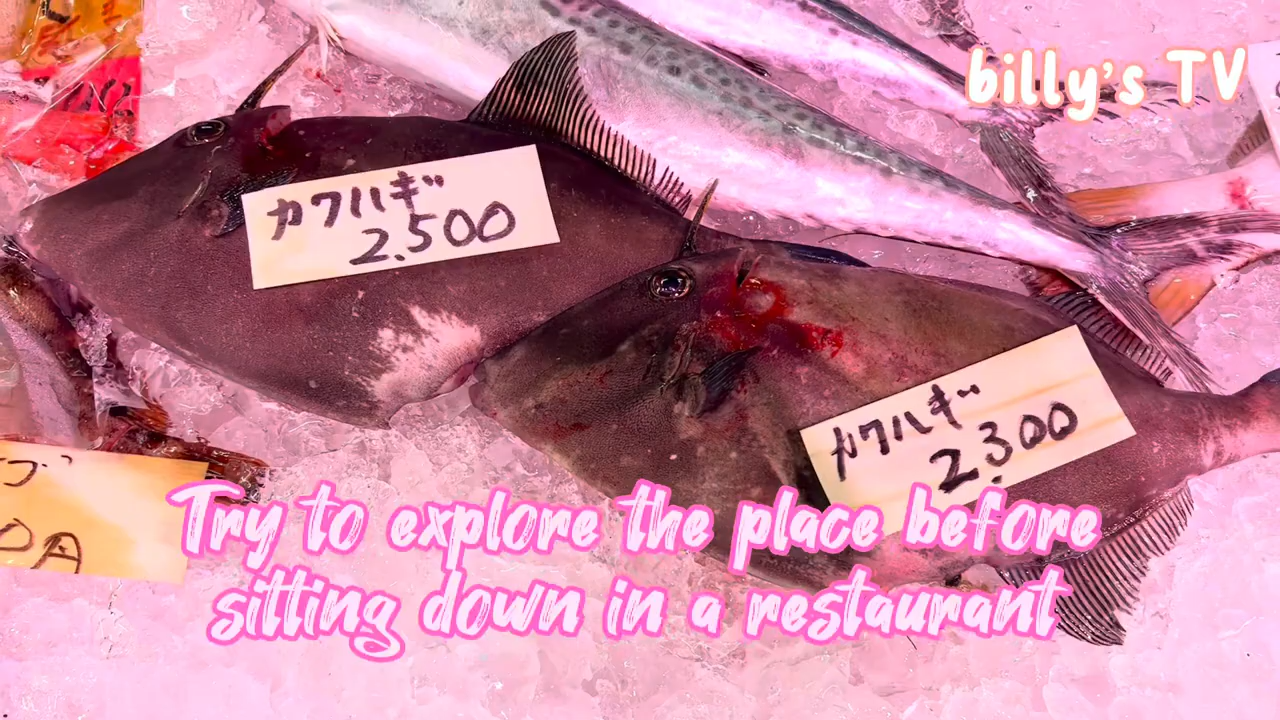 billy's TV
カワハギ
2.500
カワハギ
2.300
Try to explore the place before
sitting down in a restaurant